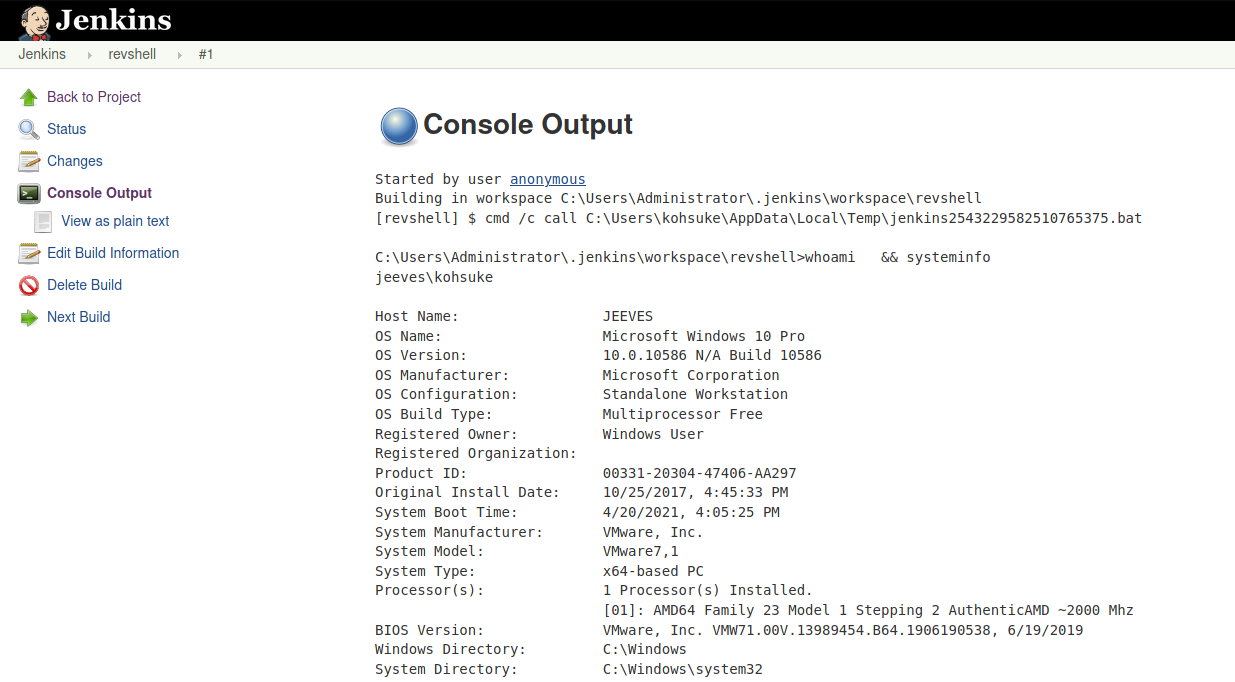 Jenkins
Jenkins revshell #1
Back to Project
Status
Changes
Console Output
View as plain text
Edit Build Information
Delete Build
Next Build
Console Output
Started by user anonymous
Building in workspace C:\Users\Administrator\.jenkins\workspace\revshell
[revshell] $ cmd /c call C:\Users\kohsuke\AppData\Local\Temp\jenkins2543229582510765375.bat
C:\Users\Administrator\.jenkins\workspace\revshell>whoami   && systeminfo
jeeves\kohsuke
Host Name:                 JEEVES
OS Name:                   Microsoft Windows 10 Pro
OS Version:                10.0.10586 N/A Build 10586
OS Manufacturer:           Microsoft Corporation
OS Configuration:          Standalone Workstation
OS Build Type:             Multiprocessor Free
Registered Owner:          Windows User
Registered Organization:
Product ID:                00331-20304-47406-AA297
Original Install Date:     10/25/2017, 4:45:33 PM
System Boot Time:          4/20/2021, 4:05:25 PM
System Manufacturer:       VMware, Inc.
System Model:              VMware7,1
System Type:               x64-based PC
Processor(s):              1 Processor(s) Installed.
[01]: AMD64 Family 23 Model 1 Stepping 2 AuthenticAMD ~2000 Mhz
BIOS Version:              VMware, Inc. VMW71.00V.13989454.B64.1906190538, 6/19/2019
Windows Directory:         C:\Windows
System Directory:          C:\Windows\system32